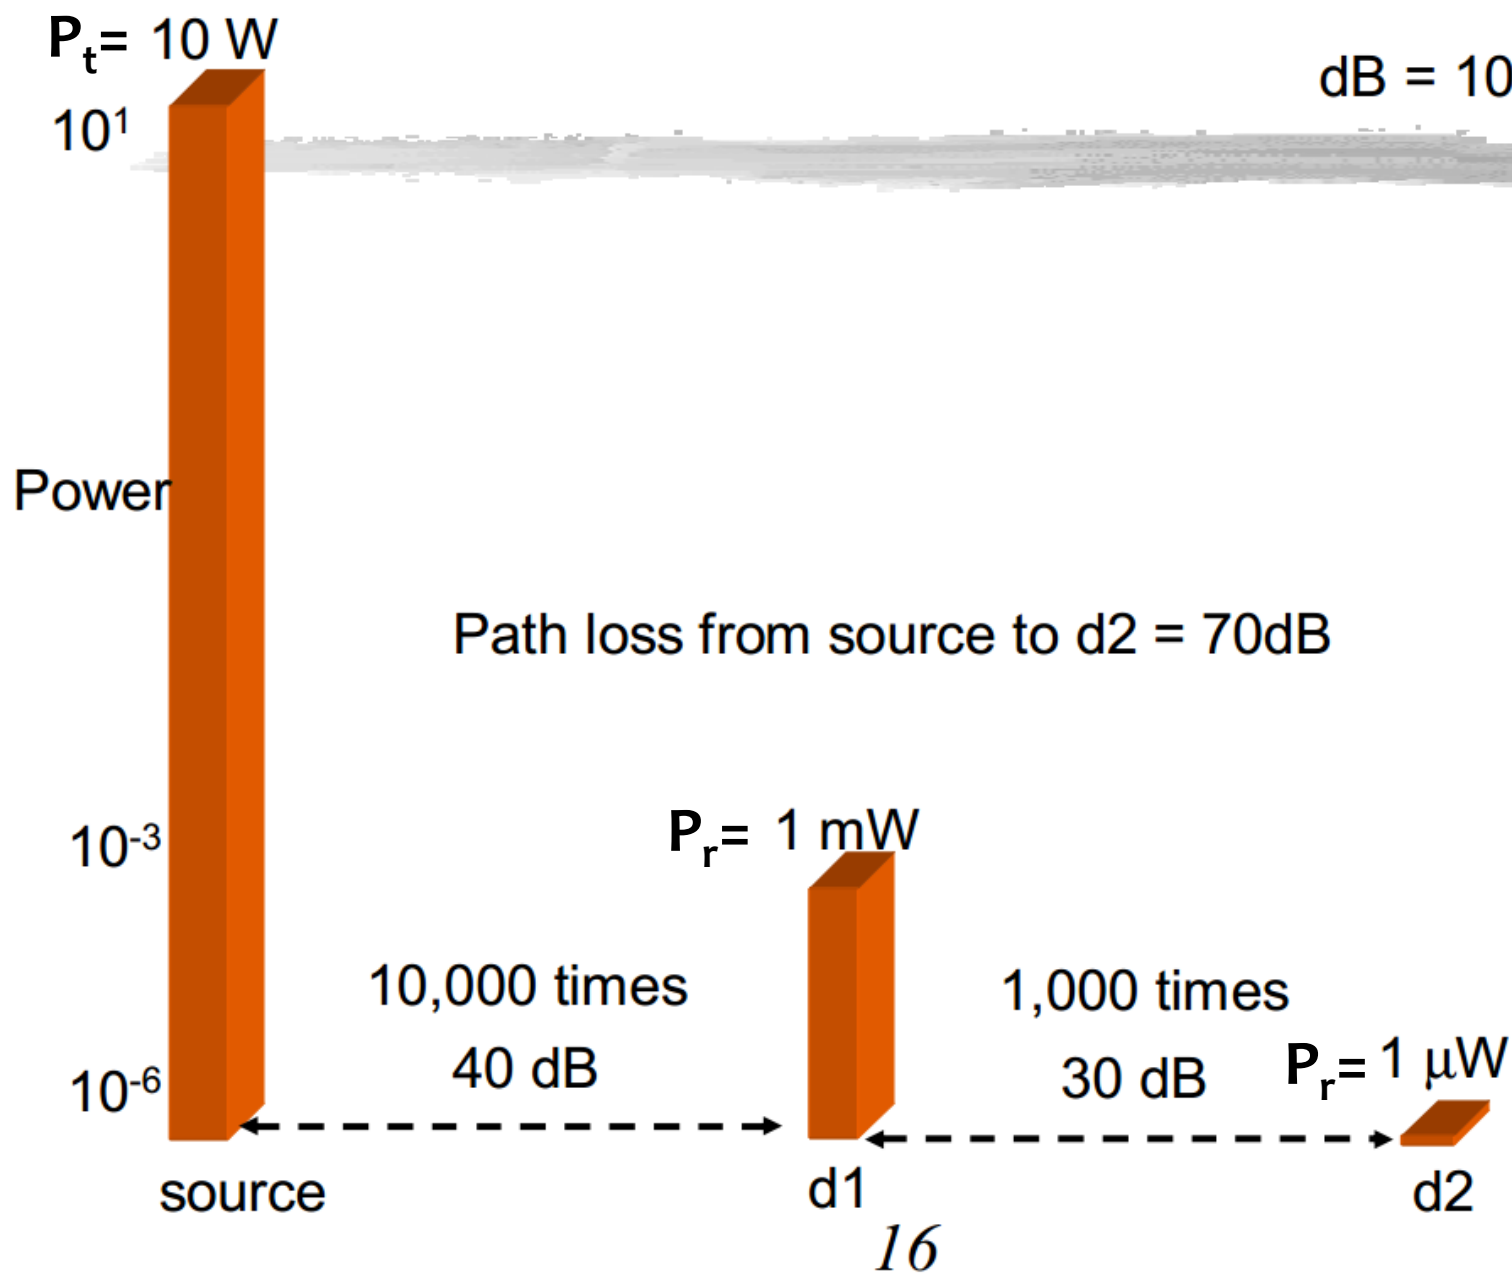 Pt= 10 W
dB = 10
10¹
Power
Path loss from source to d2 = 70dB
Pr= 1 mW
10⁻³
10,000 times
1,000 times
40 dB
30 dB
Pr= 1 μW
10⁻⁶
source
d1
d2
16